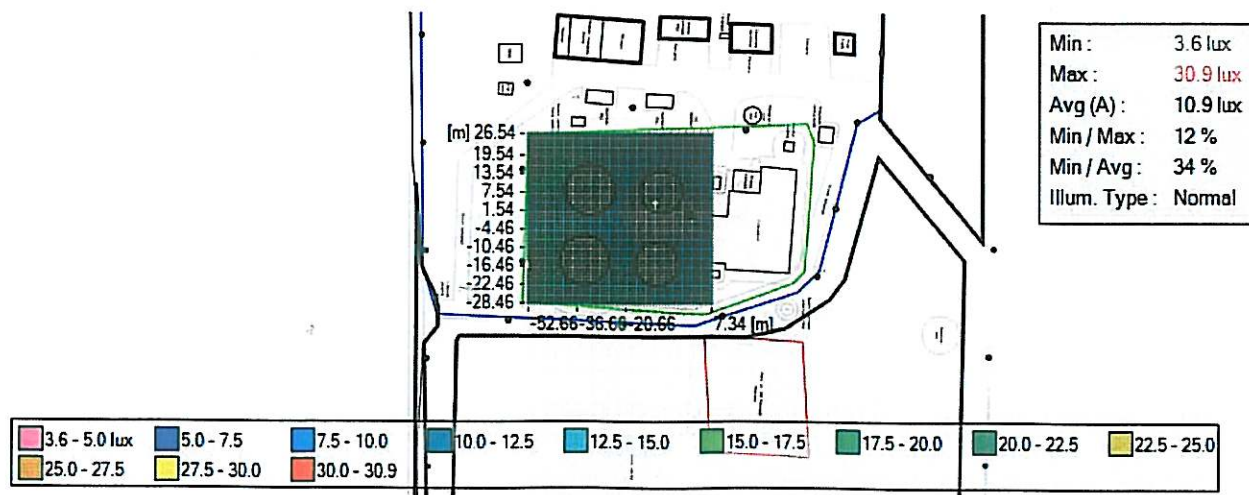 Min : 3.6 lux
Max : 30.9 lux
Avg (A) : 10.9 lux
Min / Max : 12 %
Min / Avg : 34 %
Illum. Type : Normal
[m] 26.54
19.54
13.54
7.54
1.54
-4.46
-10.46
-16.46
-22.46
-28.46
-52.66 -36.66 -20.66 7.34 [m]
3.6 - 5.0 lux 5.0 - 7.5 7.5 - 10.0 10.0 - 12.5 12.5 - 15.0 15.0 - 17.5 17.5 - 20.0 20.0 - 22.5 22.5 - 25.0
25.0 - 27.5 27.5 - 30.0 30.0 - 30.9